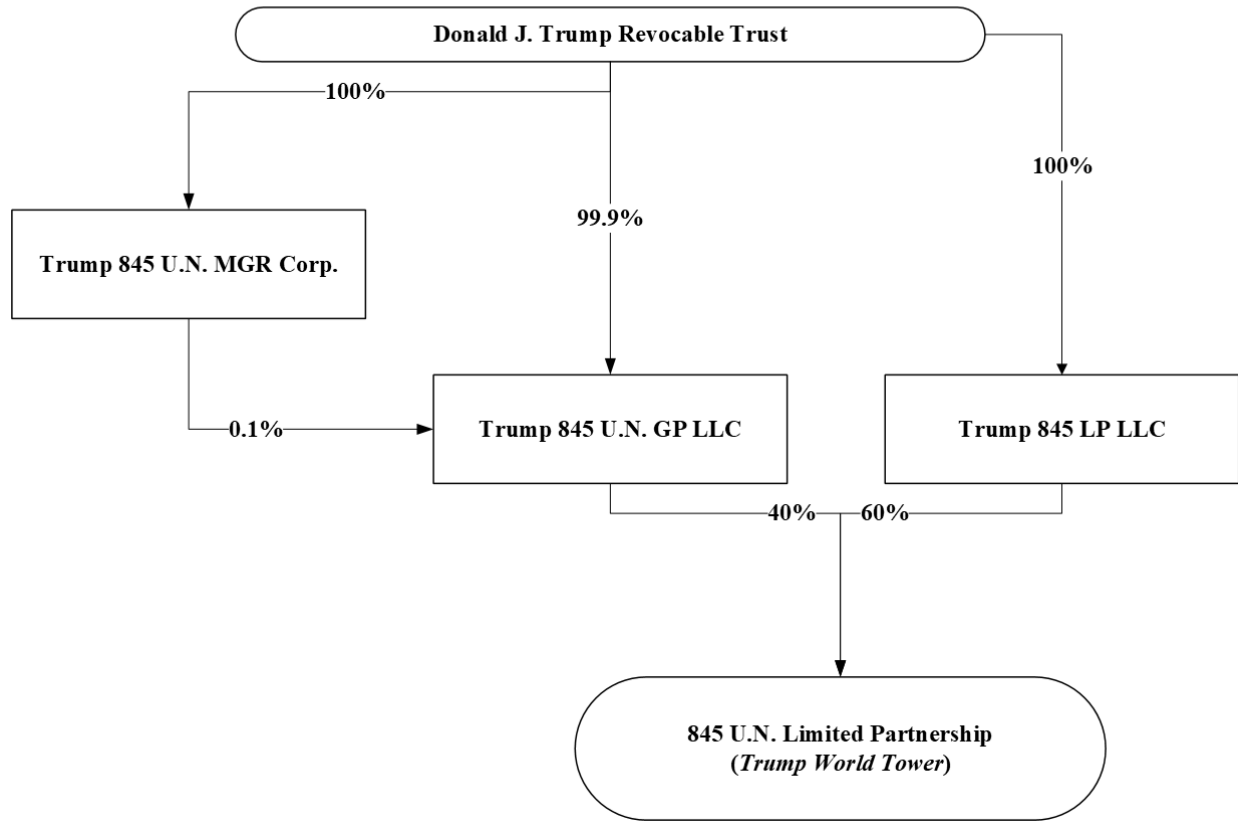 Donald J. Trump Revocable Trust
100%
100%
99.9%
Trump 845 U.N. MGR Corp.
0.1%
Trump 845 U.N. GP LLC
Trump 845 LP LLC
40%
60%
845 U.N. Limited Partnership
(Trump World Tower)